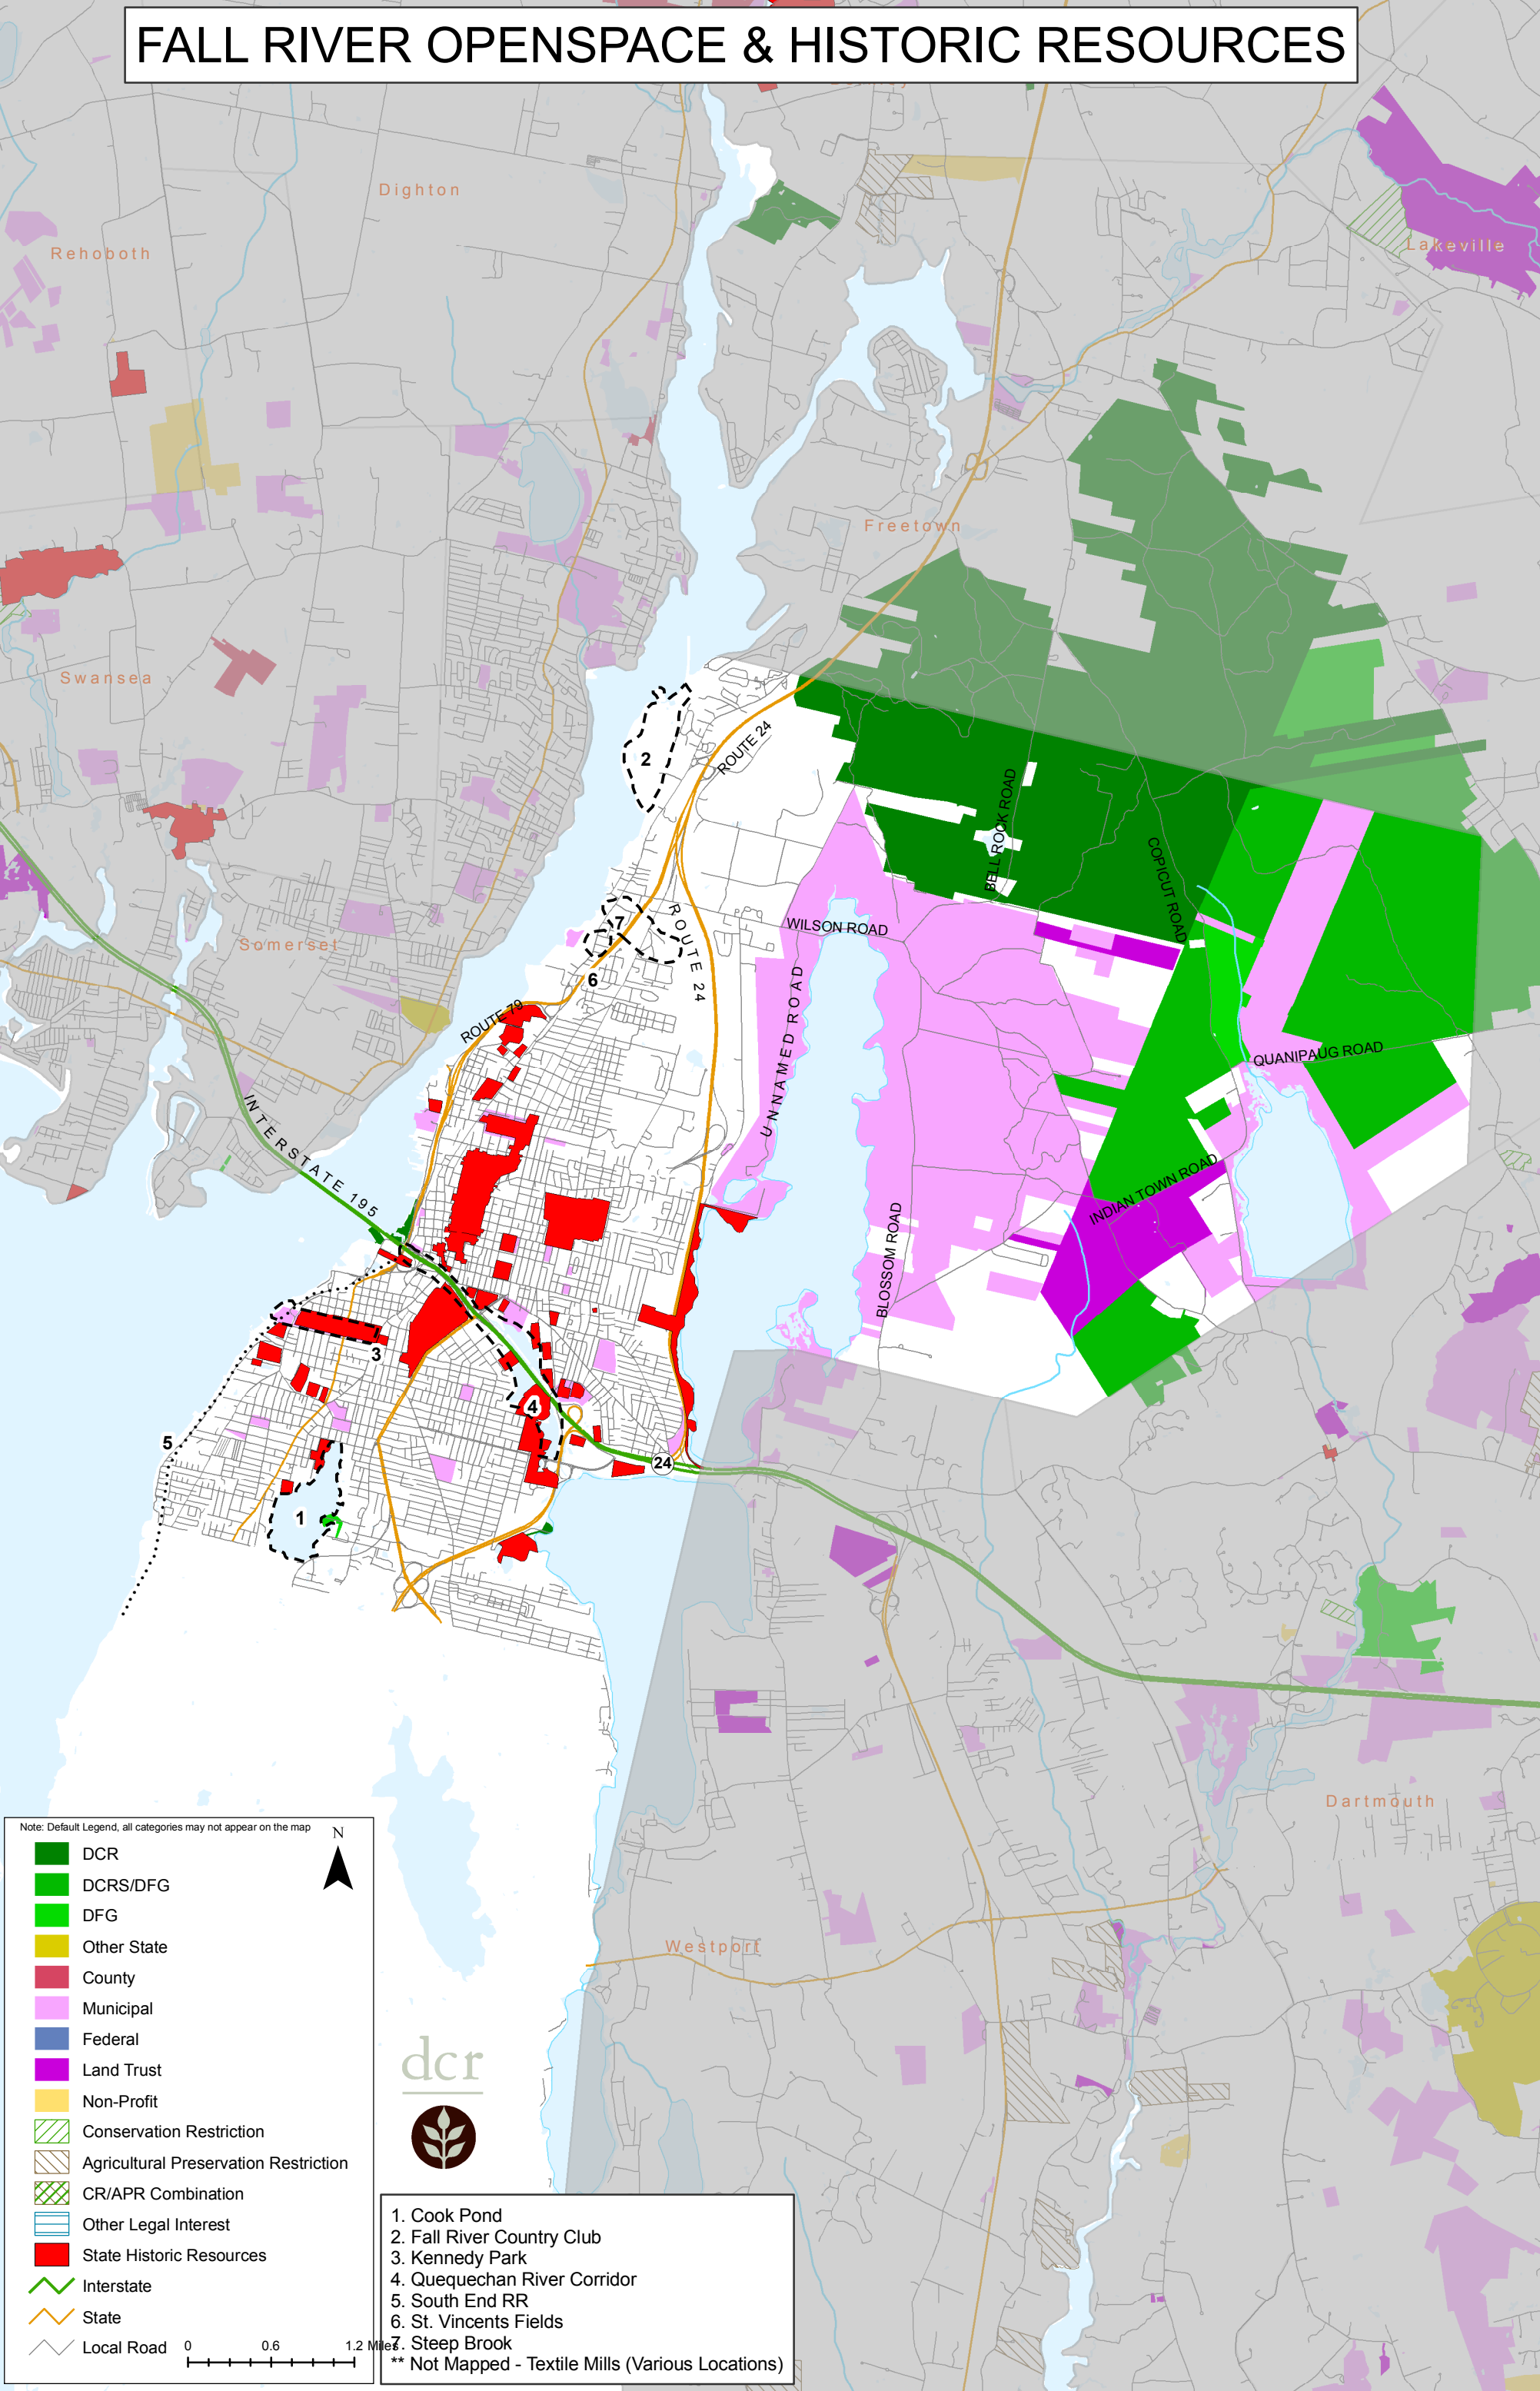 FALL RIVER OPENSPACE & HISTORIC RESOURCES
Dighton
Rehoboth
Lakeville
Freetown
Swansea
Somerset
2
ROUTE 24
BELL ROCK ROAD
COPICUT ROAD
7
ROUTE 24
WILSON ROAD
6
ROUTE 79
UNNAMED ROAD
QUANIPAUG ROAD
INTERSTATE 195
INDIAN TOWN ROAD
BLOSSOM ROAD
3
4
5
24
1
Dartmouth
Westport
Note: Default Legend, all categories may not appear on the map
N
DCR
DCRS/DFG
DFG
Other State
County
Municipal
Federal
Land Trust
Non-Profit
Conservation Restriction
Agricultural Preservation Restriction
CR/APR Combination
Other Legal Interest
State Historic Resources
Interstate
State
Local Road
0 0.6 1.2 Miles
dcr
1. Cook Pond
2. Fall River Country Club
3. Kennedy Park
4. Quequechan River Corridor
5. South End RR
6. St. Vincents Fields
7. Steep Brook
** Not Mapped - Textile Mills (Various Locations)